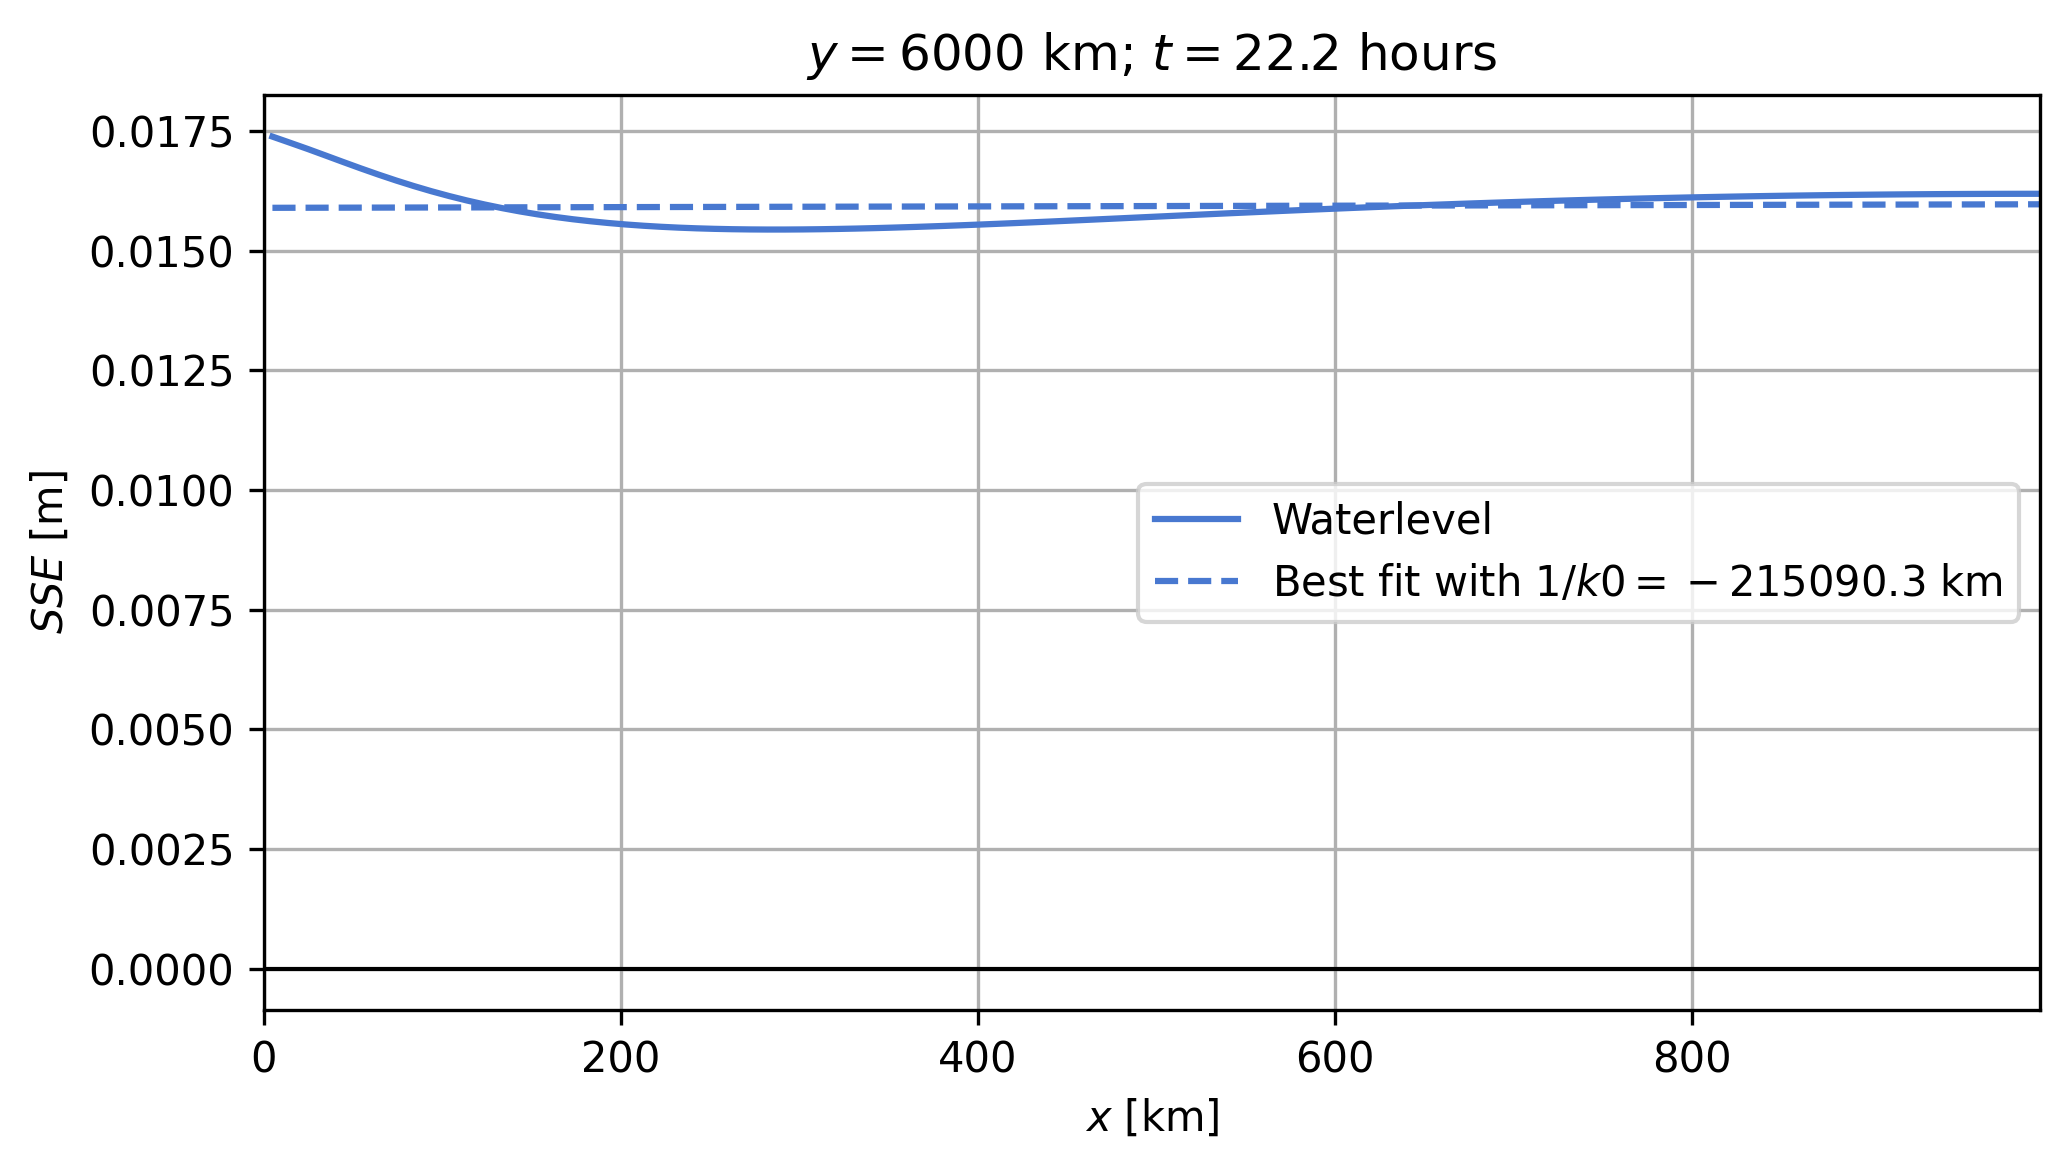 y = 6000 km; t = 22.2 hours
0.0175
0.0150
0.0125
0.0100
0.0075
0.0050
0.0025
0.0000
SSE [m]
Waterlevel
Best fit with 1/k0 = −215090.3 km
0 200 400 600 800
x [km]